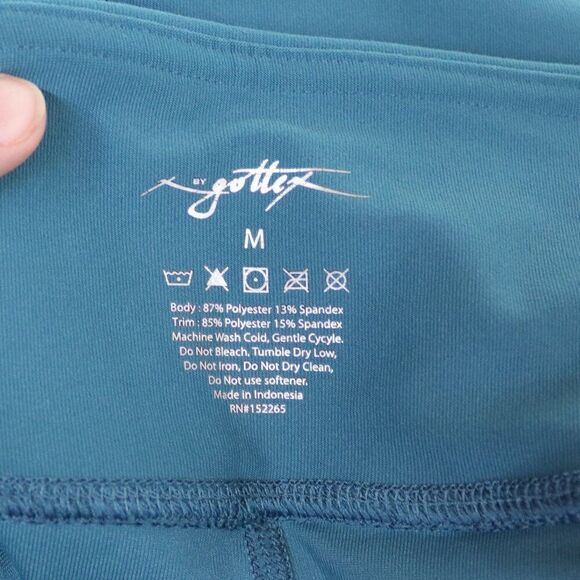 X BY gottex
M
Body : 87% Polyester 13% Spandex
Trim : 85% Polyester 15% Spandex
Machine Wash Cold, Gentle Cycyle.
Do Not Bleach, Tumble Dry Low,
Do Not Iron, Do Not Dry Clean,
Do Not use softener.
Made in Indonesia
RN#152265